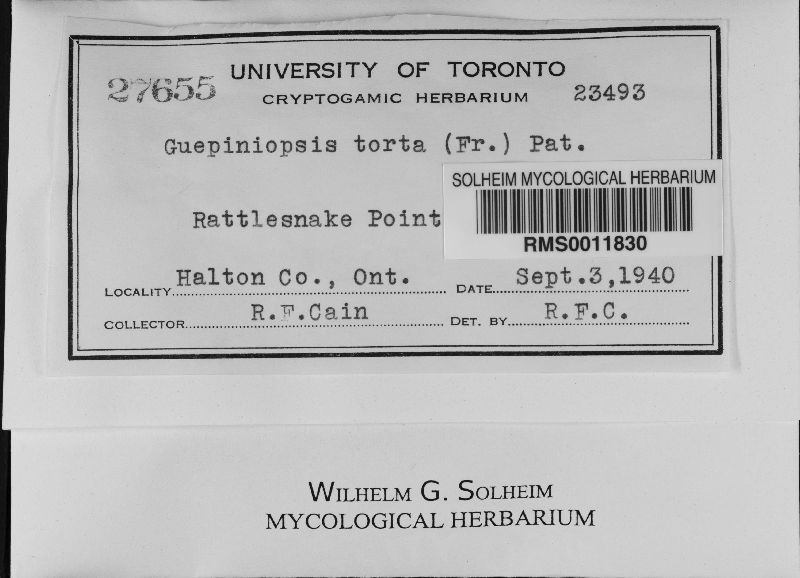 UNIVERSITY OF TORONTO
27655
CRYPTOGAMIC HERBARIUM 23493
Guepiniopsis torta (Fr.) Pat.
SOLHEIM MYCOLOGICAL HERBARIUM
RMS0011830
Rattlesnake Point
LOCALITY Halton Co., Ont. DATE Sept.3,1940
COLLECTOR R.F.Cain DET. BY R.F.C.
WILHELM G. SOLHEIM
MYCOLOGICAL HERBARIUM